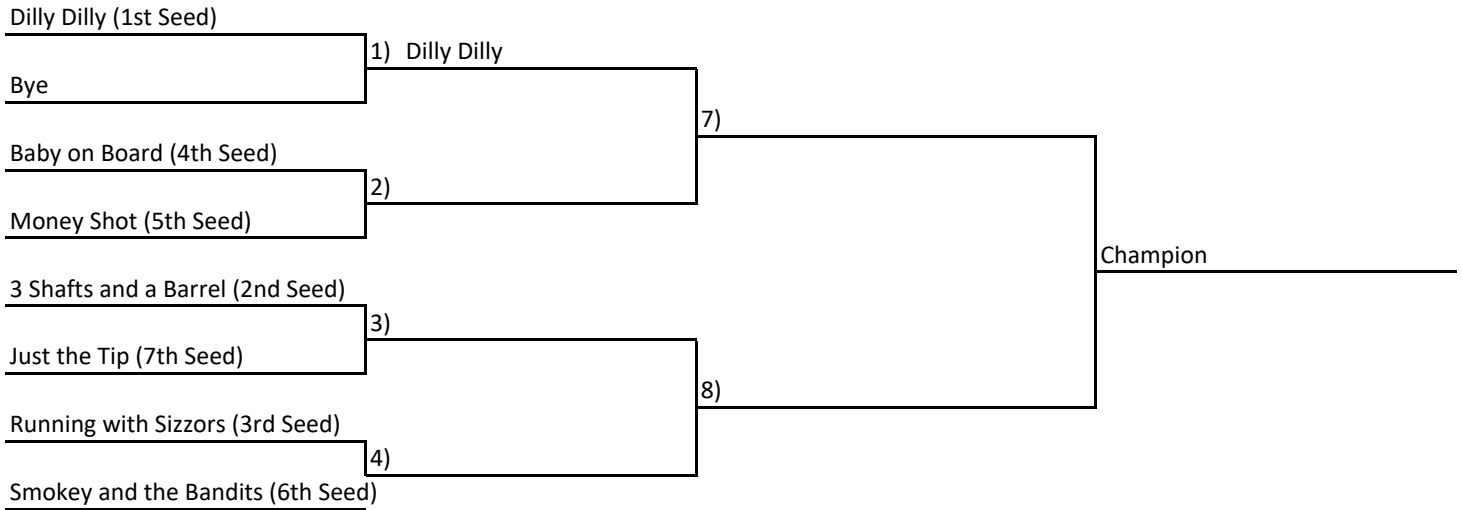 Dilly Dilly (1st Seed)
1) Dilly Dilly
Bye
7)
Baby on Board (4th Seed)
2)
Money Shot (5th Seed)
Champion
3 Shafts and a Barrel (2nd Seed)
3)
Just the Tip (7th Seed)
8)
Running with Sizzors (3rd Seed)
4)
Smokey and the Bandits (6th Seed)